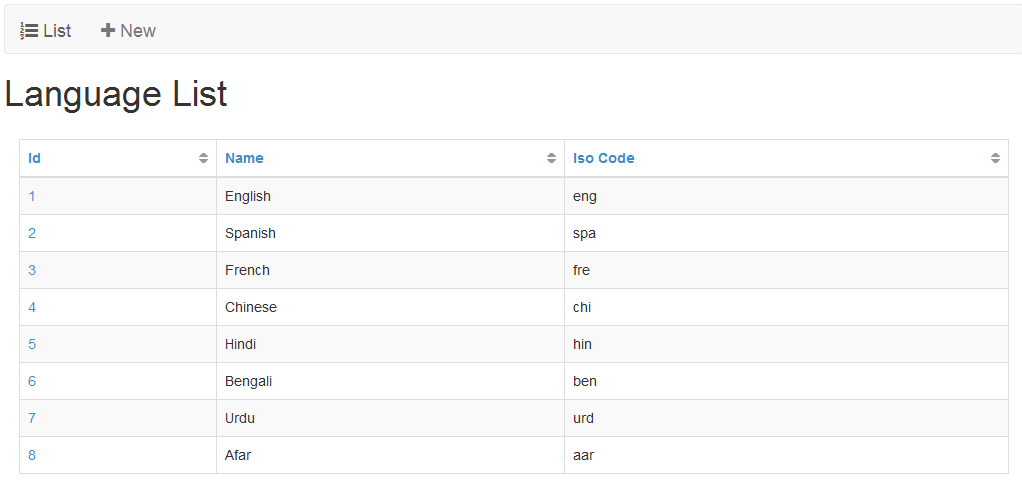 List New
Language List
Id Name Iso Code
1 English eng
2 Spanish spa
3 French fre
4 Chinese chi
5 Hindi hin
6 Bengali ben
7 Urdu urd
8 Afar aar